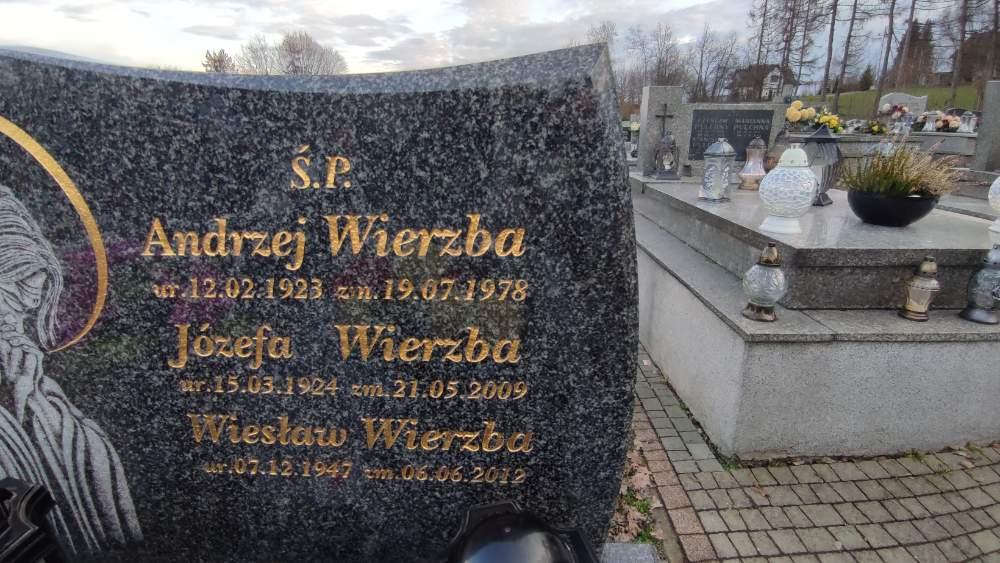 Ś.P.
Andrzej Wierzba
ur.12.02.1923 zm.19.07.1978
Józefa Wierzba
ur.15.03.1924 zm.21.05.2009
Wiesław Wierzba
ur.07.12.1947 zm.06.06.2012
MARIANNA